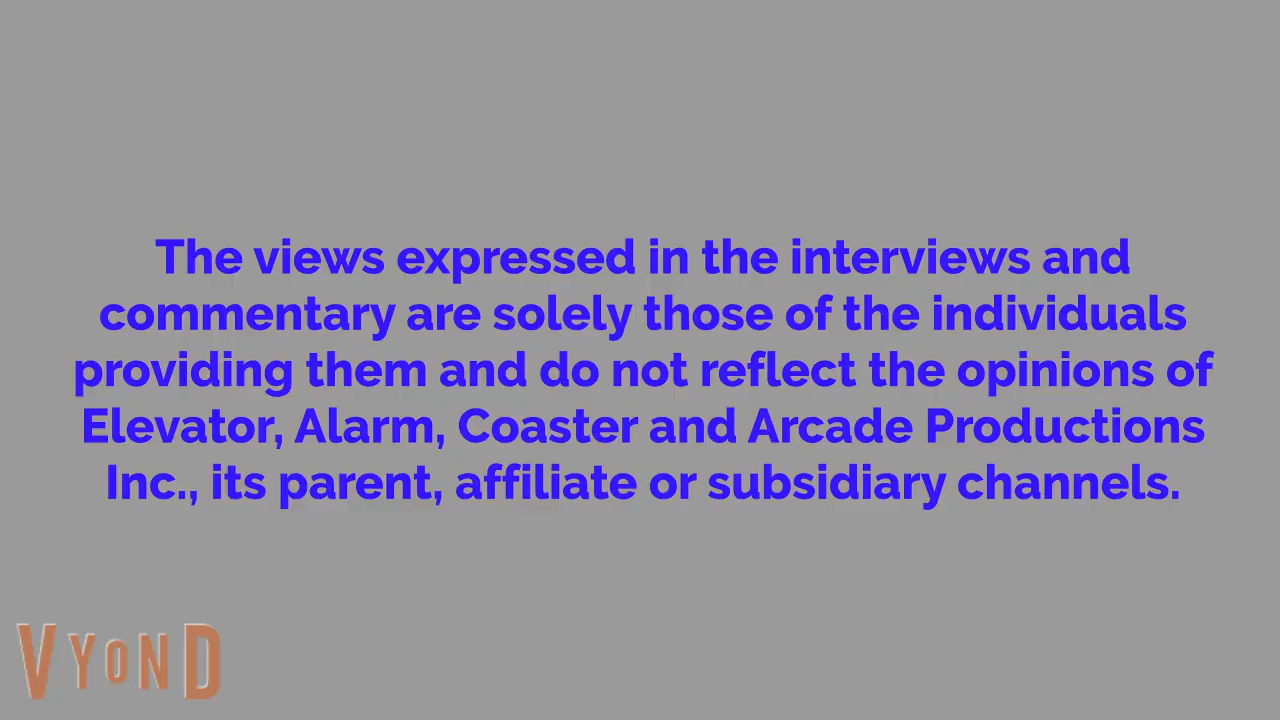 The views expressed in the interviews and
commentary are solely those of the individuals
providing them and do not reflect the opinions of
Elevator, Alarm, Coaster and Arcade Productions
Inc., its parent, affiliate or subsidiary channels.
VYOND